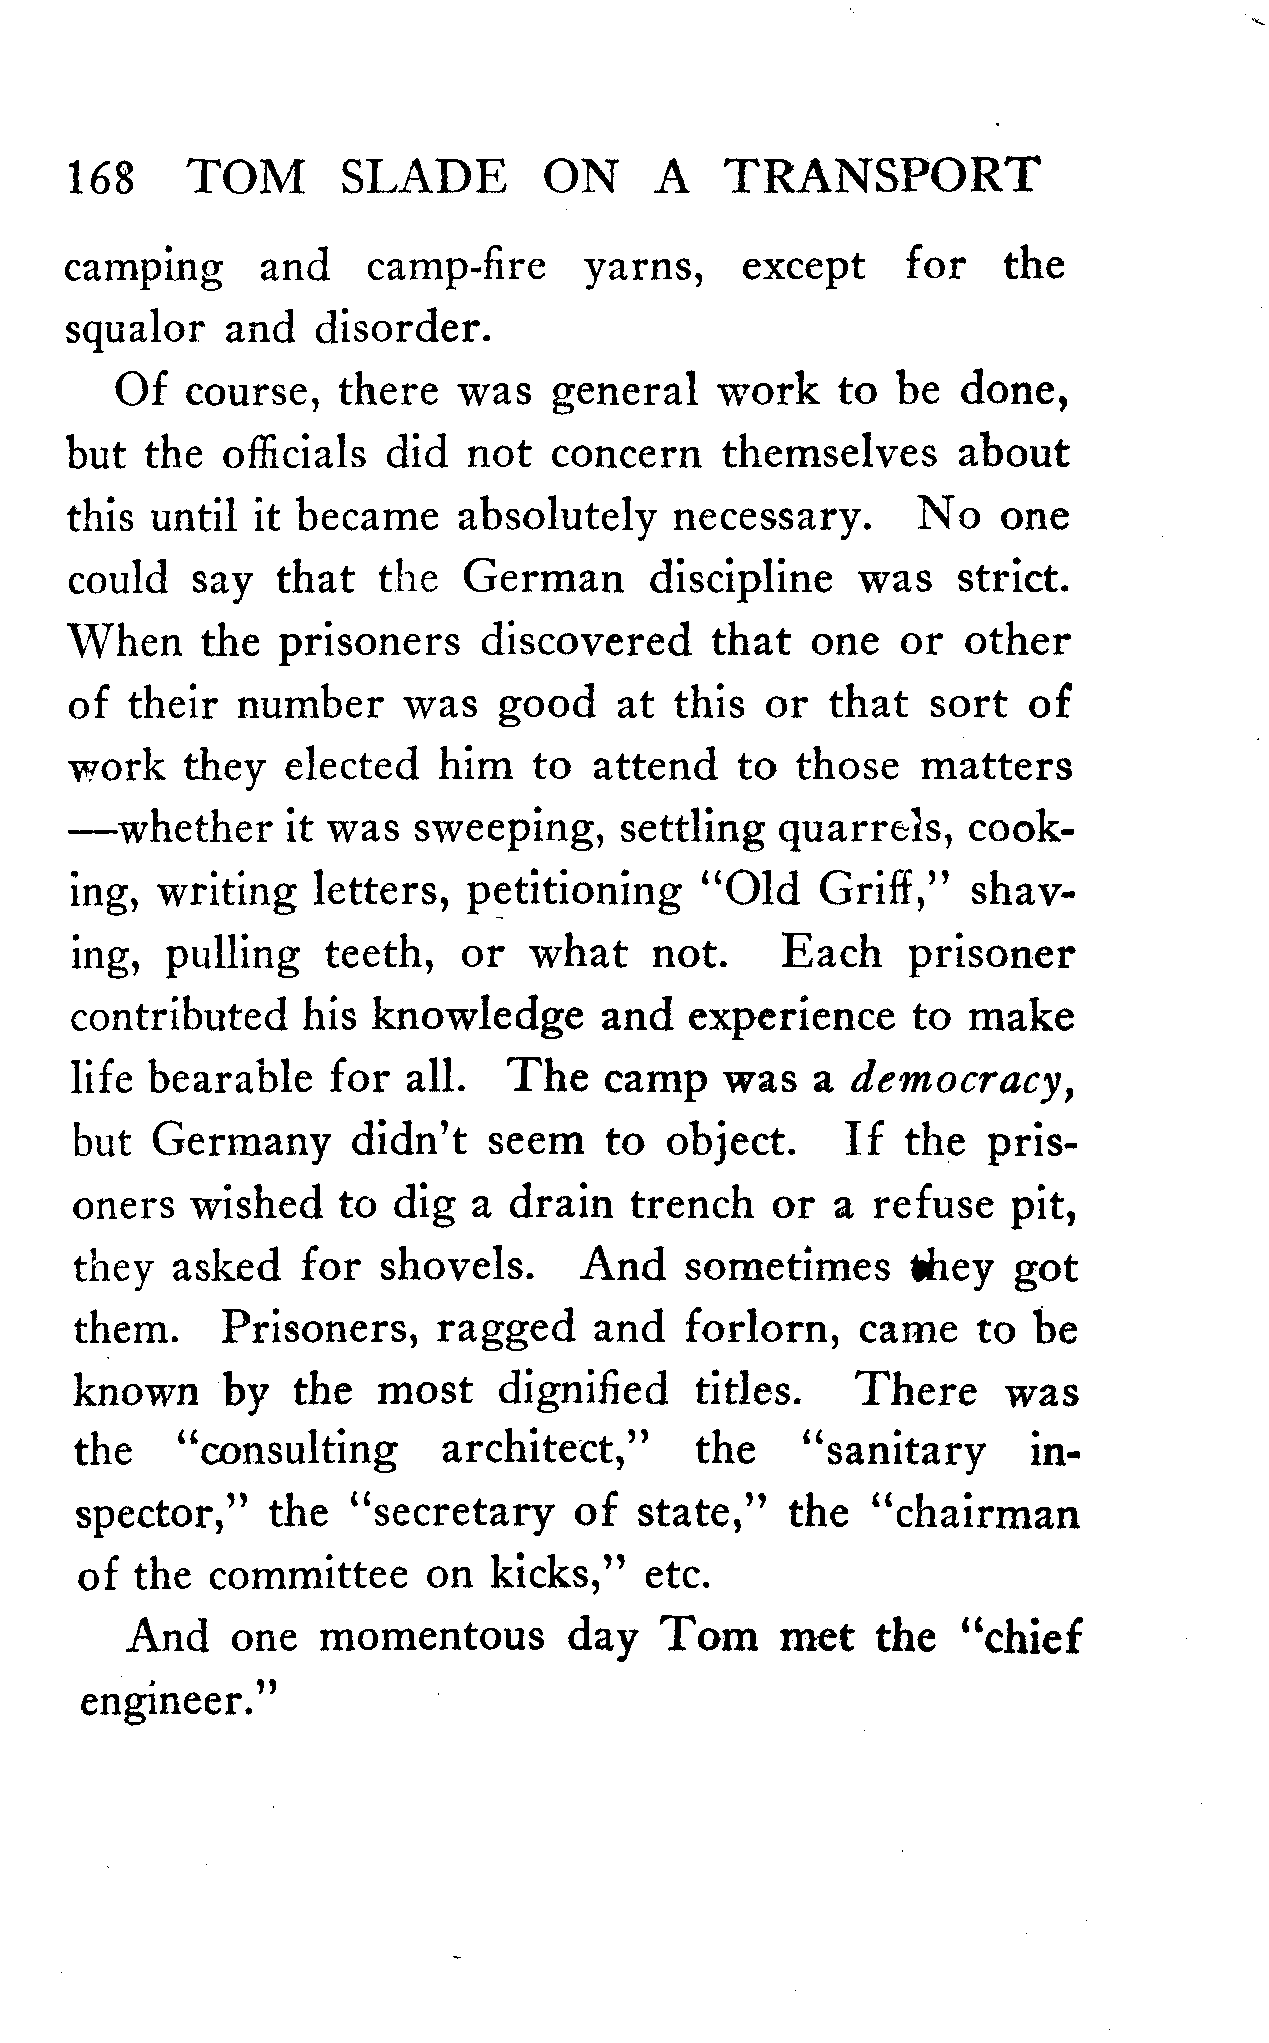 168 TOM SLADE ON A TRANSPORT
camping and camp-fire yarns, except for the
squalor and disorder.
Of course, there was general work to be done,
but the officials did not concern themselves about
this until it became absolutely necessary. No one
could say that the German discipline was strict.
When the prisoners discovered that one or other
of their number was good at this or that sort of
work they elected him to attend to those matters
—whether it was sweeping, settling quarrels, cook-
ing, writing letters, petitioning "Old Griff," shav-
ing, pulling teeth, or what not. Each prisoner
contributed his knowledge and experience to make
life bearable for all. The camp was a democracy,
but Germany didn't seem to object. If the pris-
oners wished to dig a drain trench or a refuse pit,
they asked for shovels. And sometimes they got
them. Prisoners, ragged and forlorn, came to be
known by the most dignified titles. There was
the "consulting architect," the "sanitary in-
spector," the "secretary of state," the "chairman
of the committee on kicks," etc.
And one momentous day Tom met the "chief
engineer."